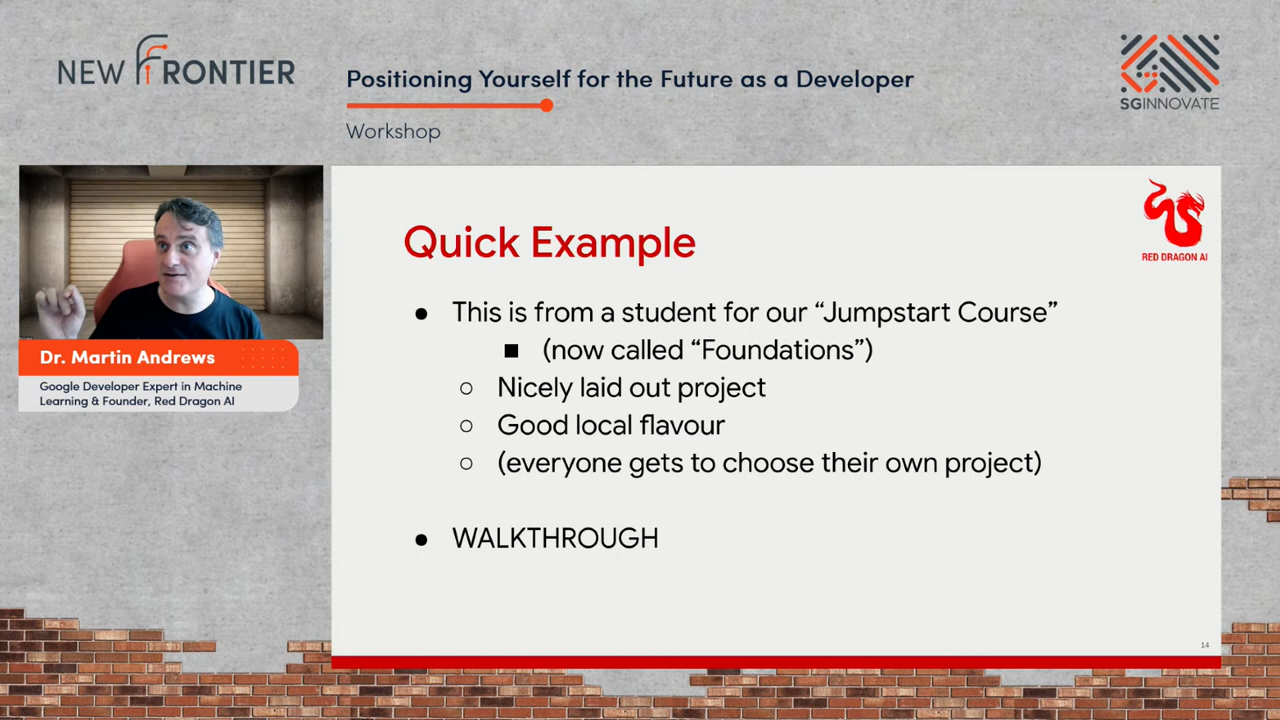 NEW FRONTIER
Positioning Yourself for the Future as a Developer
Workshop
SGINNOVATE
Dr. Martin Andrews
Google Developer Expert in Machine
Learning & Founder, Red Dragon AI
RED DRAGON AI
Quick Example
● This is from a student for our “Jumpstart Course”
■ (now called “Foundations”)
○ Nicely laid out project
○ Good local flavour
○ (everyone gets to choose their own project)
● WALKTHROUGH
14